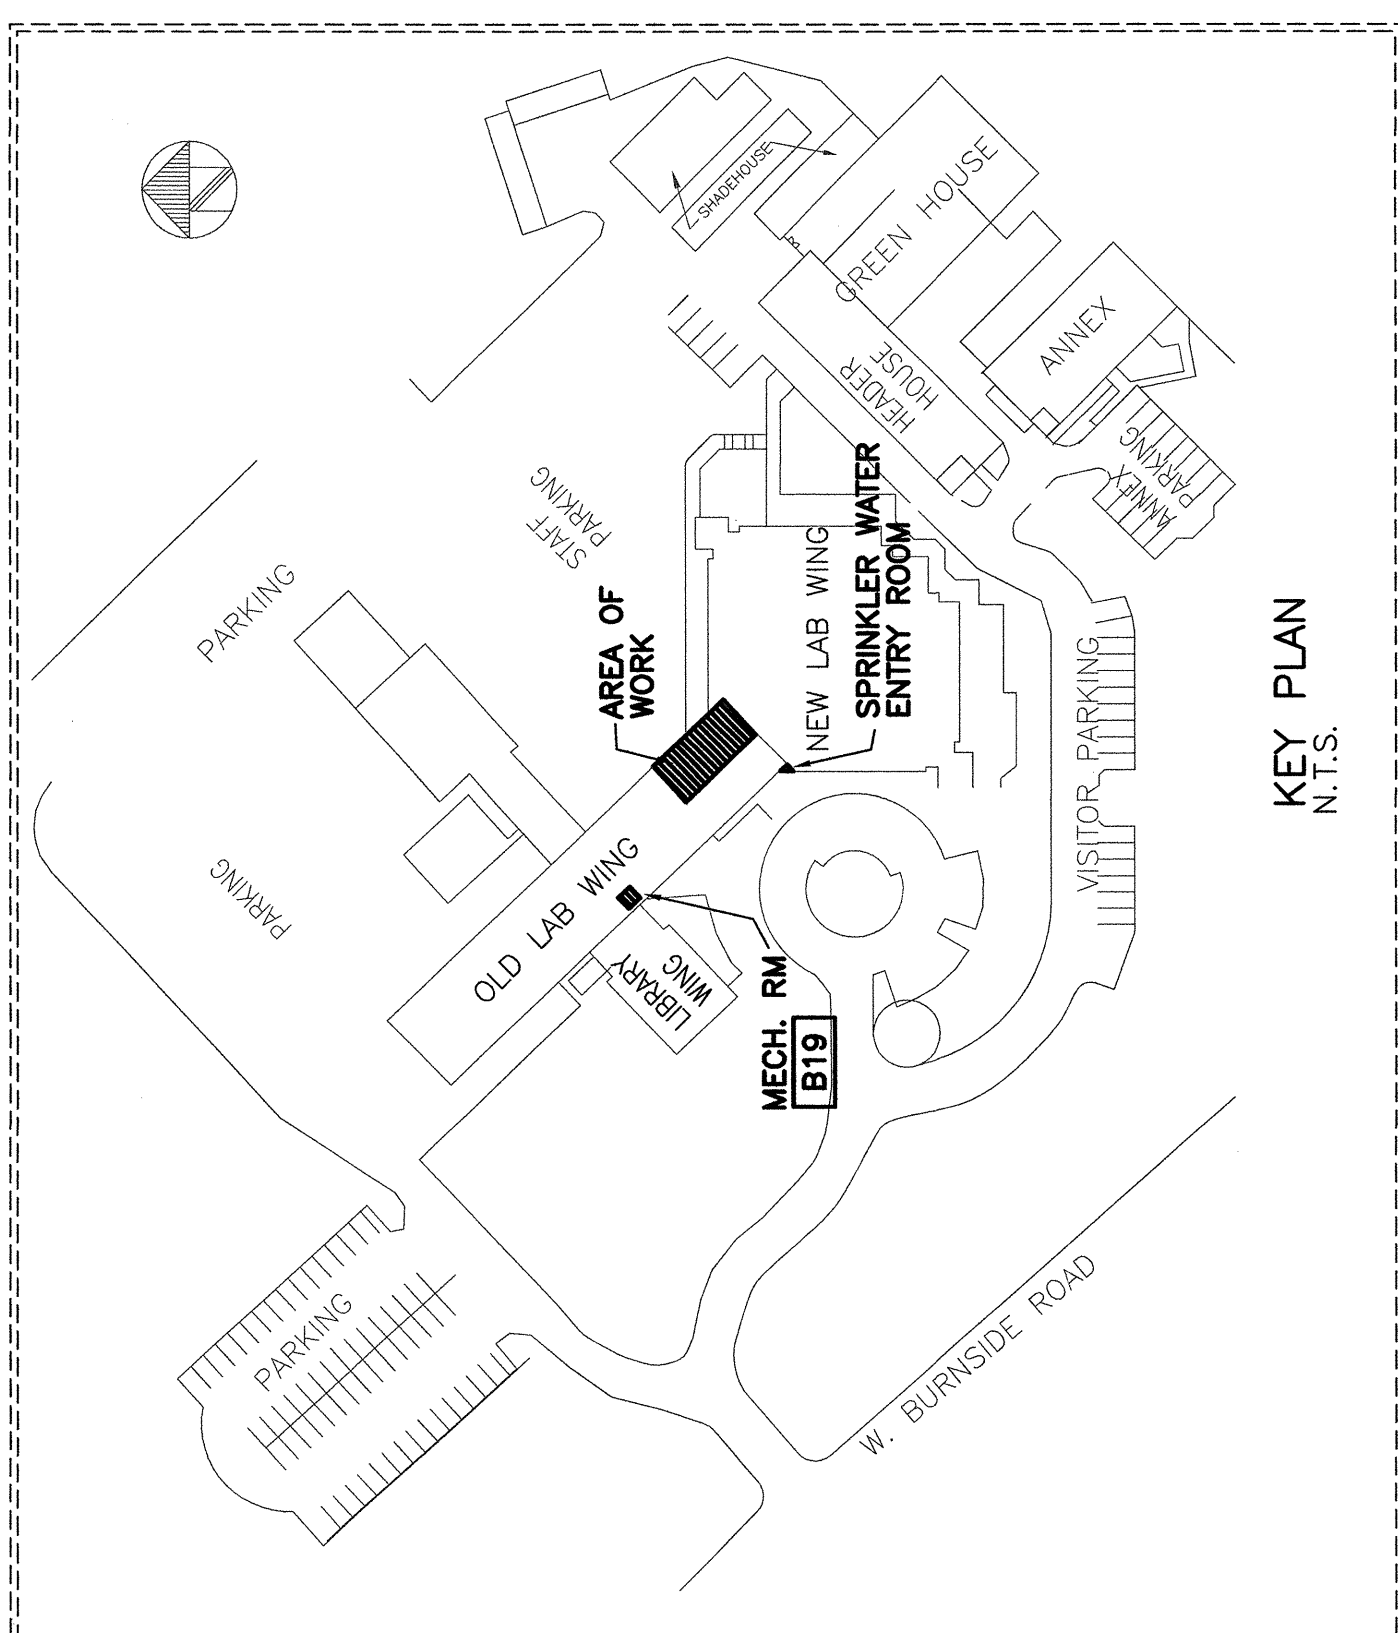 N
SHADEHOUSE
GREEN HOUSE
HEADER
HOUSE
ANNEX
ANNEX
PARKING
STAFF
PARKING
PARKING
PARKING
PARKING
AREA OF
WORK
NEW LAB WING
SPRINKLER WATER
ENTRY ROOM
OLD LAB WING
LIBRARY
WING
MECH. RM
B19
VISITOR PARKING
W. BURNSIDE ROAD
KEY PLAN
N.T.S.